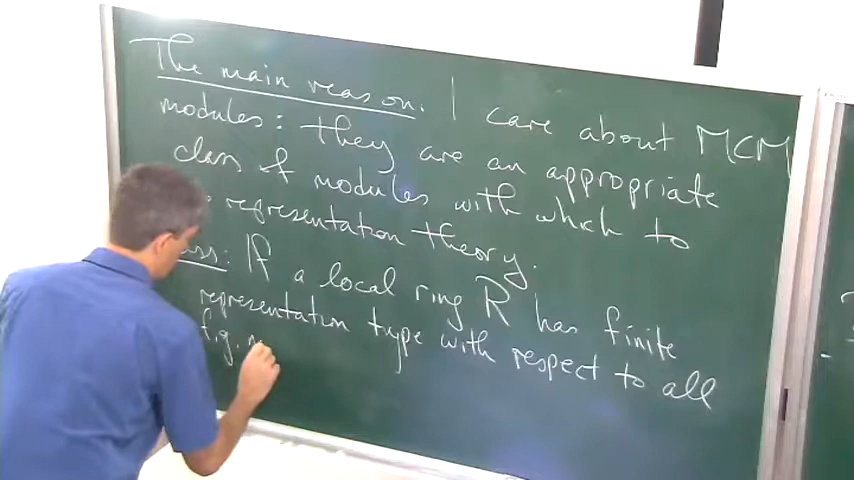 The main reason I care about MCM
modules: they are an appropriate
class of modules with which to
representation theory.
If a local ring R has finite
representation type with respect to all
f.g.